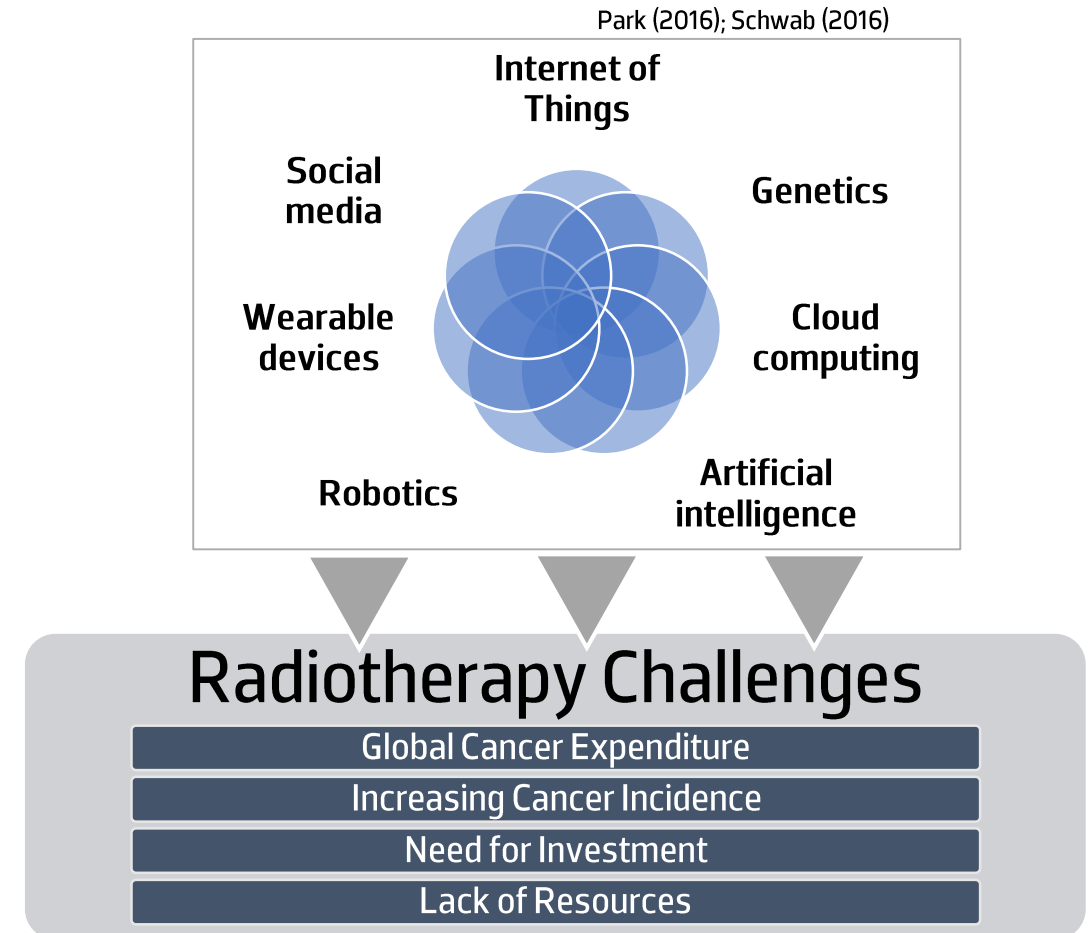 Park (2016); Schwab (2016)
Internet of
Things
Social
media
Genetics
Wearable
devices
Cloud
computing
Robotics
Artificial
intelligence
Radiotherapy Challenges
Global Cancer Expenditure
Increasing Cancer Incidence
Need for Investment
Lack of Resources